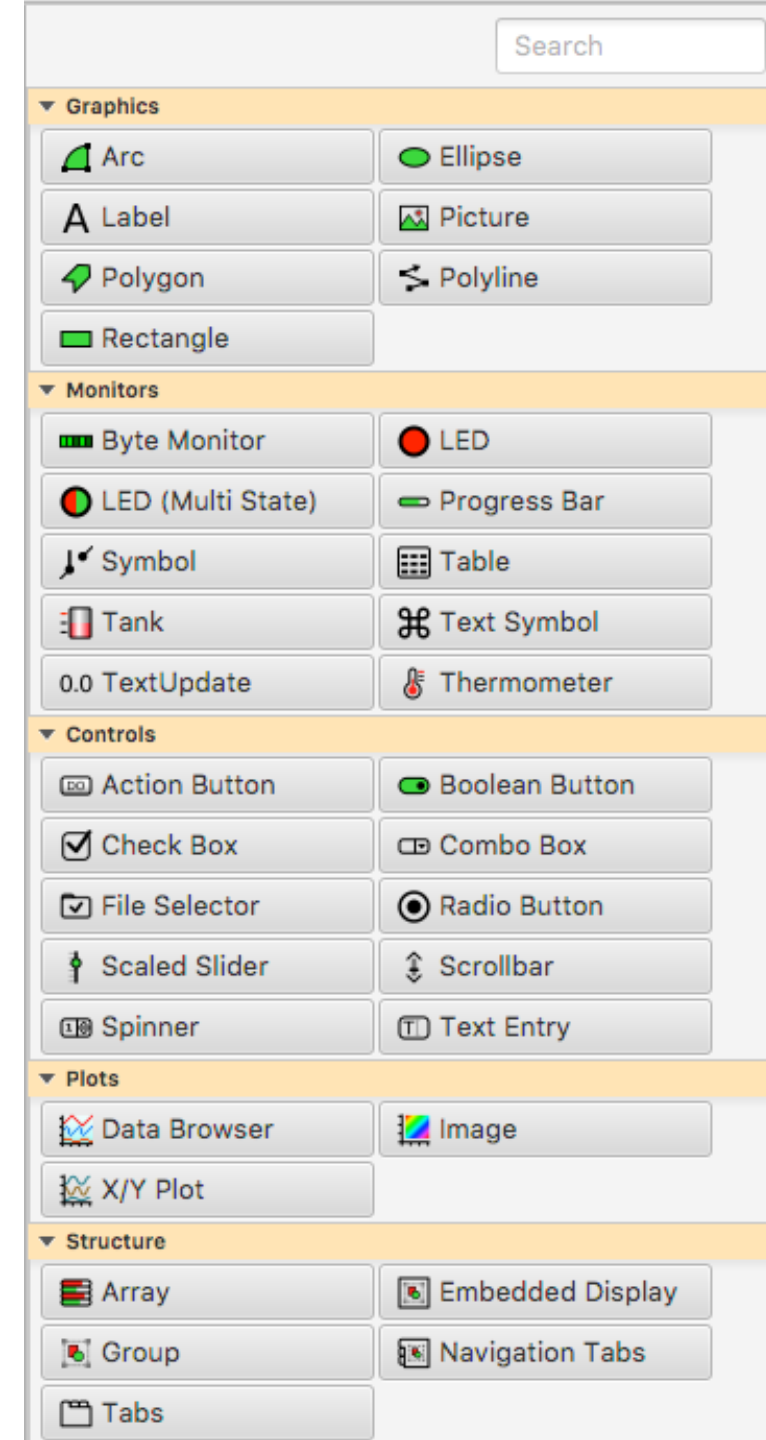 Search
Graphics
Arc
Ellipse
A Label
Picture
Polygon
Polyline
Rectangle
Monitors
Byte Monitor
LED
LED (Multi State)
Progress Bar
Symbol
Table
Tank
⌘ Text Symbol
0.0 TextUpdate
Thermometer
Controls
DO Action Button
Boolean Button
Check Box
Combo Box
File Selector
Radio Button
Scaled Slider
Scrollbar
Spinner
T Text Entry
Plots
Data Browser
Image
X/Y Plot
Structure
Array
Embedded Display
Group
Navigation Tabs
Tabs